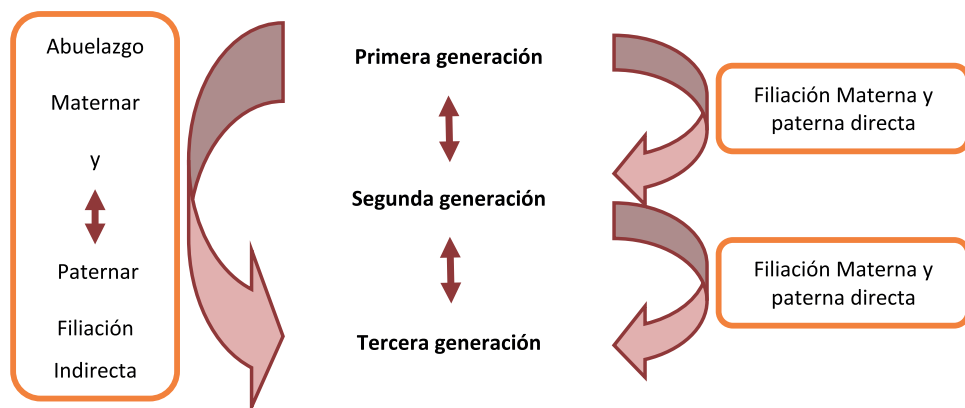 Abuelazgo
Maternar
y
Paternar
Filiación
Indirecta
Primera generación
Segunda generación
Tercera generación
Filiación Materna y
paterna directa
Filiación Materna y
paterna directa